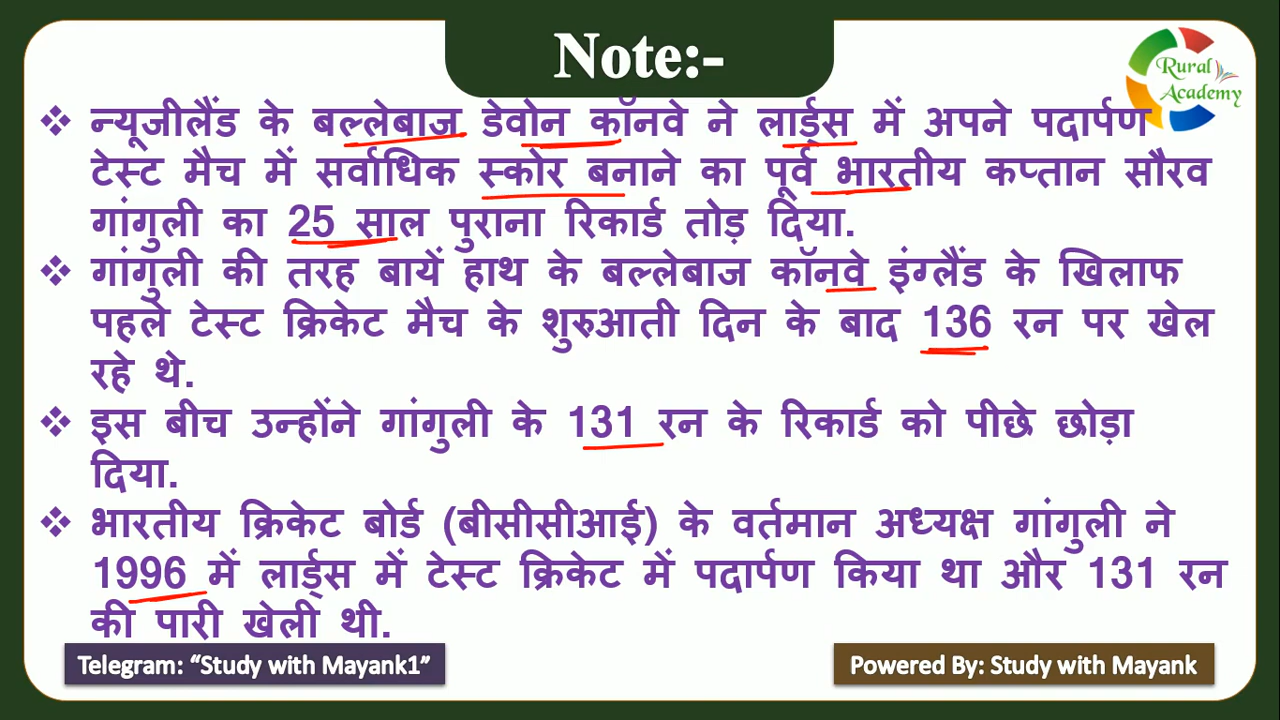 Note:-
Rural
Academy
❖ न्यूजीलैंड के बल्लेबाज डेवोन कॉनवे ने लार्ड्स में अपने पदार्पण
टेस्ट मैच में सर्वाधिक स्कोर बनाने का पूर्व भारतीय कप्तान सौरव
गांगुली का 25 साल पुराना रिकार्ड तोड़ दिया.
❖ गांगुली की तरह बायें हाथ के बल्लेबाज कॉनवे इंग्लैंड के खिलाफ
पहले टेस्ट क्रिकेट मैच के शुरुआती दिन के बाद 136 रन पर खेल
रहे थे.
❖ इस बीच उन्होंने गांगुली के 131 रन के रिकार्ड को पीछे छोड़ा
दिया.
❖ भारतीय क्रिकेट बोर्ड (बीसीसीआई) के वर्तमान अध्यक्ष गांगुली ने
1996 में लार्ड्स में टेस्ट क्रिकेट में पदार्पण किया था और 131 रन
की पारी खेली थी.
Telegram: “Study with Mayank1”
Powered By: Study with Mayank